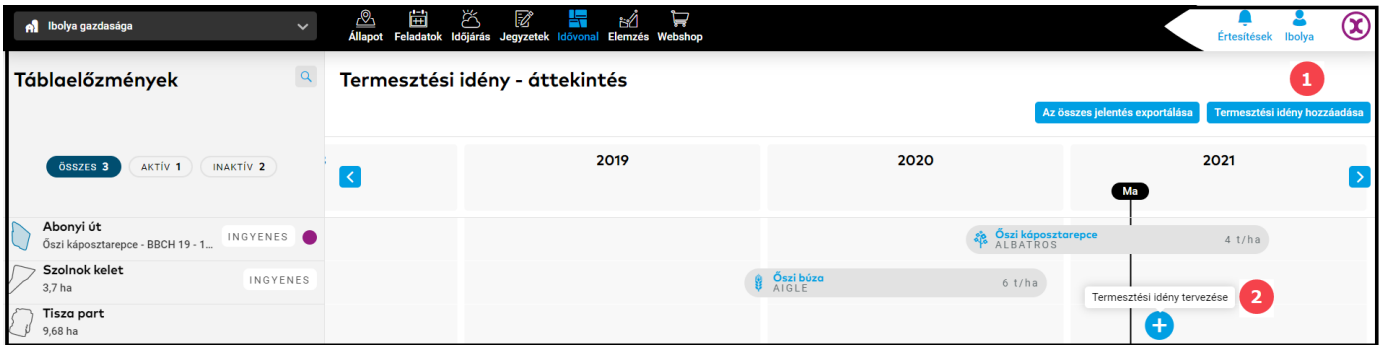 Ibolya gazdasága
Állapot Feladatok Időjárás Jegyzetek Idővonal Elemzés Webshop
Értesítések Ibolya
Táblaelőzmények
Termesztési idény - áttekintés
1
Az összes jelentés exportálása Termesztési idény hozzáadása
ÖSSZES 3 AKTÍV 1 INAKTÍV 2
2019 2020 2021
Ma
Abonyi út
Őszi káposztarepce - BBCH 19 - 1...
INGYENES
Őszi káposztarepce
ALBATROS
4 t/ha
Szolnok kelet
3,7 ha
INGYENES
Őszi búza
AIGLE
6 t/ha
Termesztési idény tervezése
2
Tisza part
9,68 ha